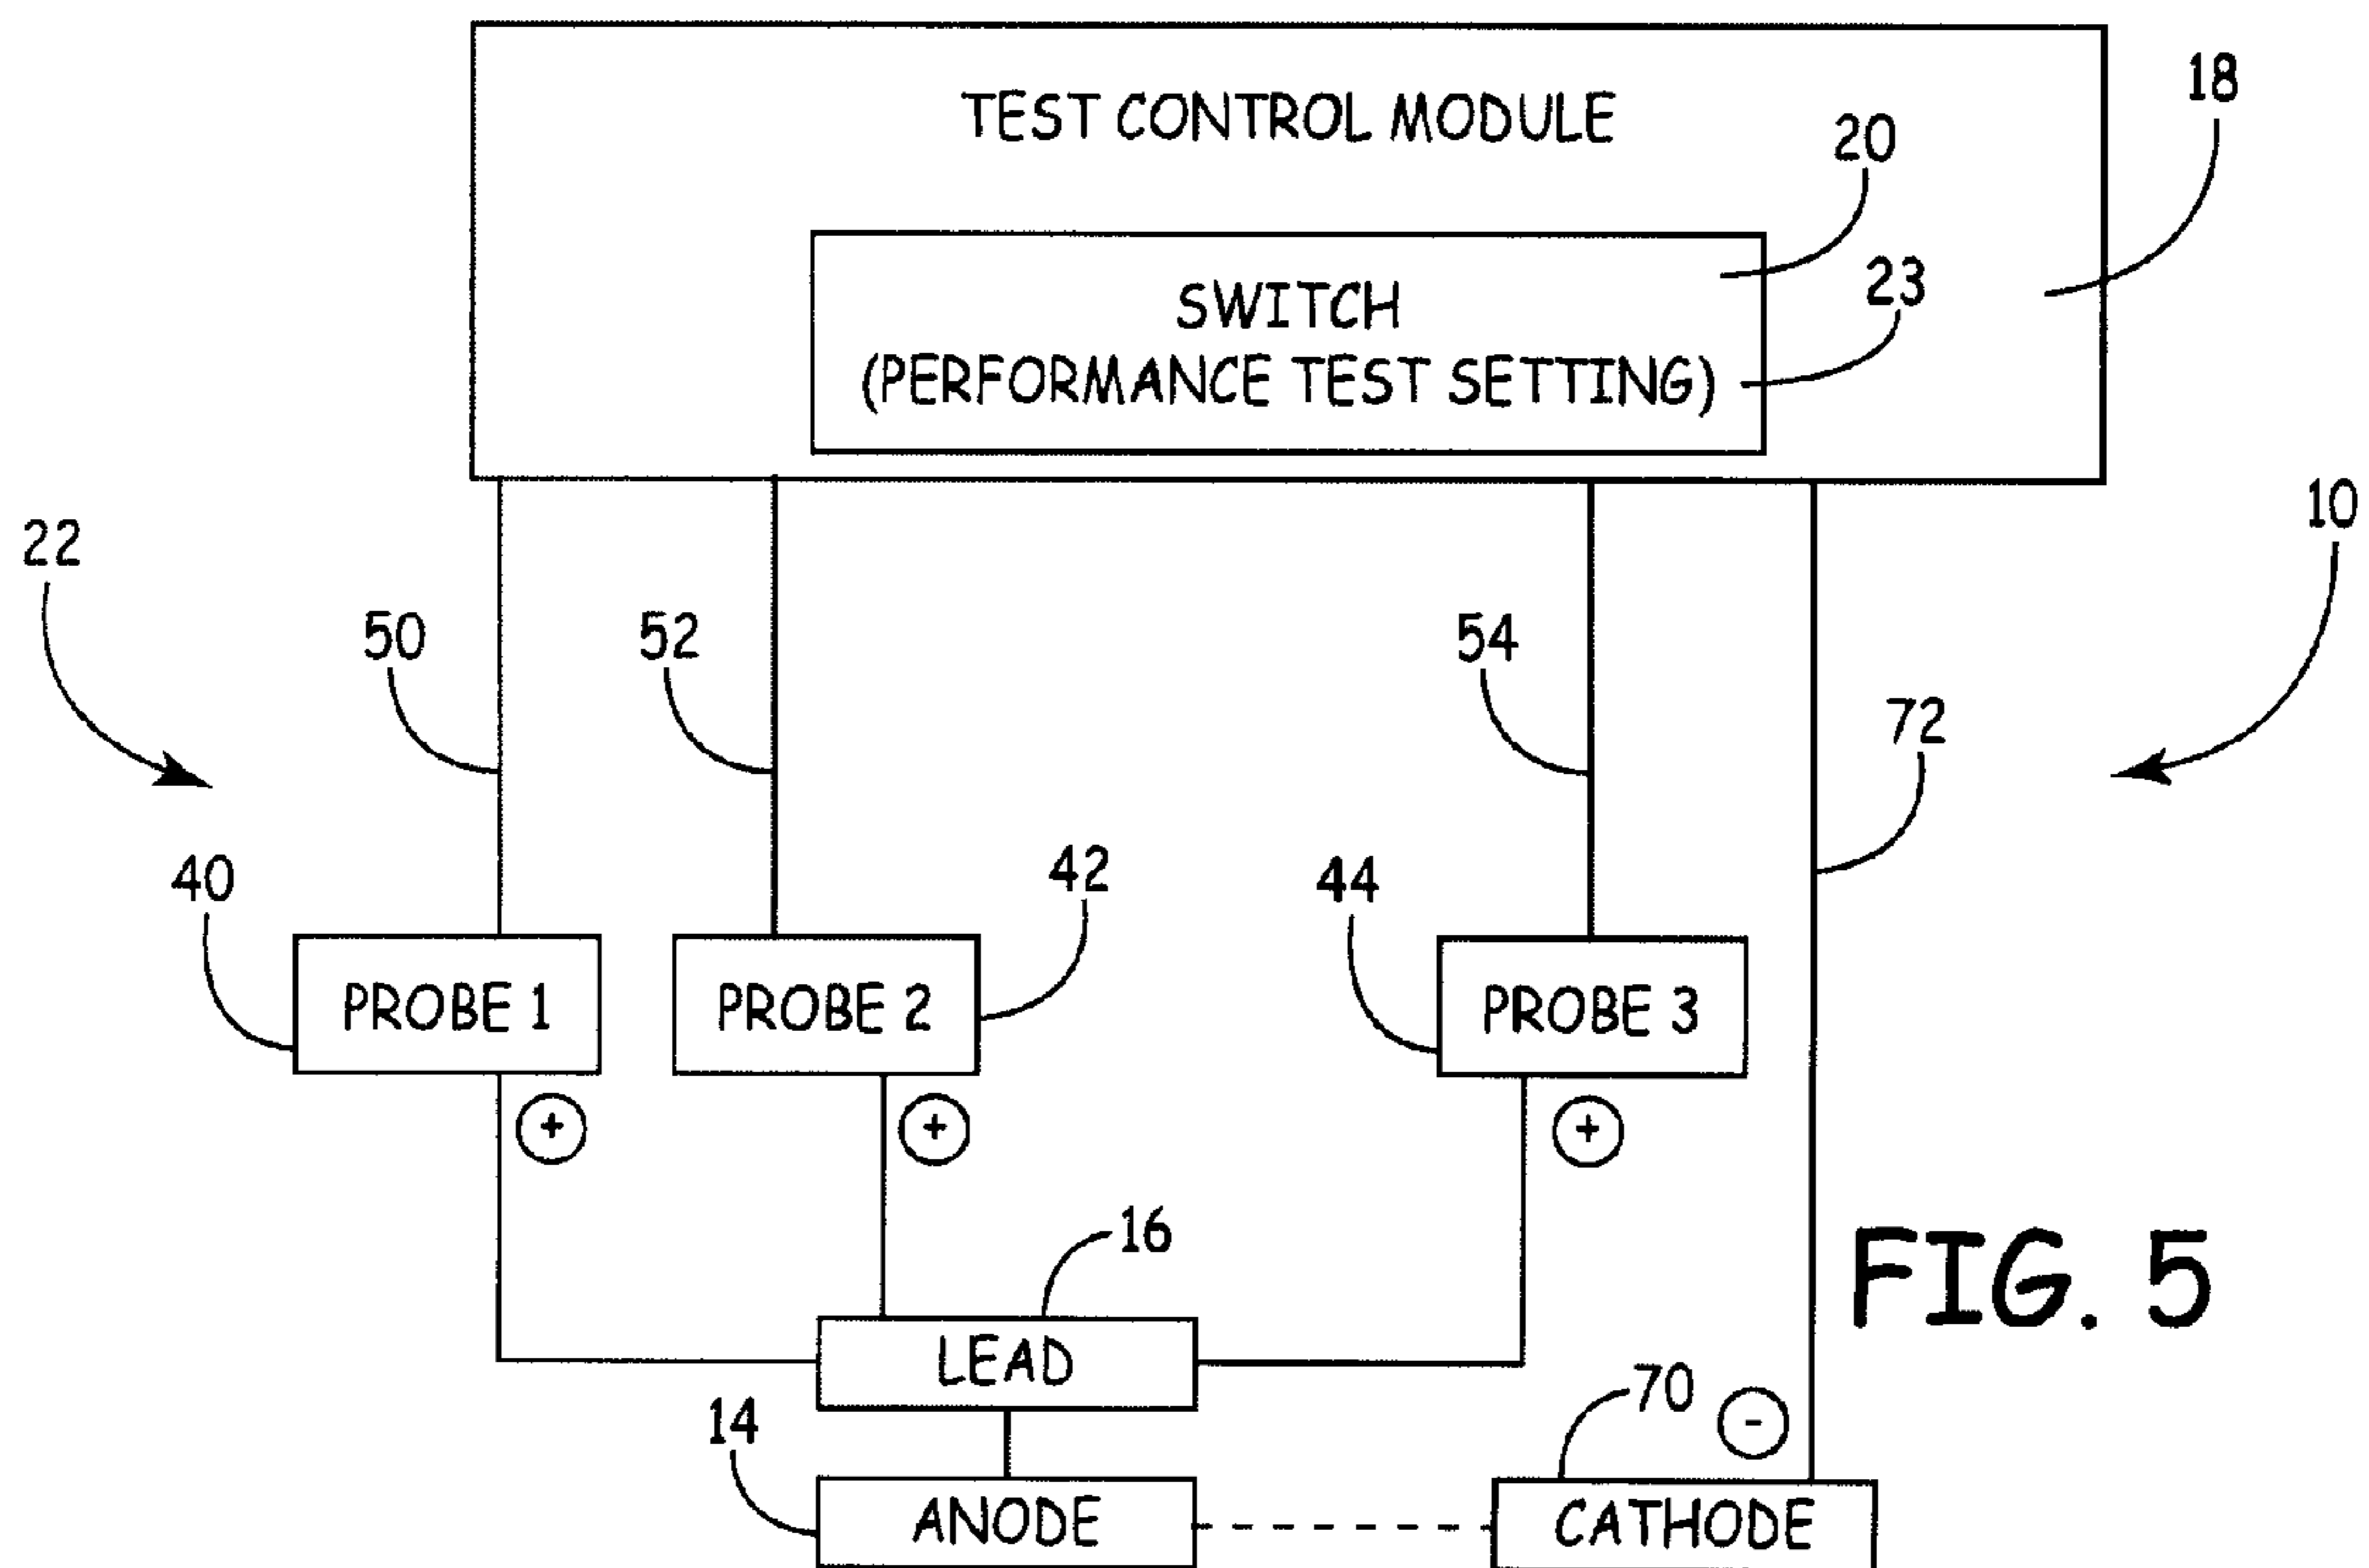 TEST CONTROL MODULE
18
20
SWITCH
(PERFORMANCE TEST SETTING)
23
22
10
50
52
54
72
40
42
44
PROBE 1
PROBE 2
PROBE 3
+
+
+
16
FIG. 5
LEAD
70
-
14
ANODE
CATHODE